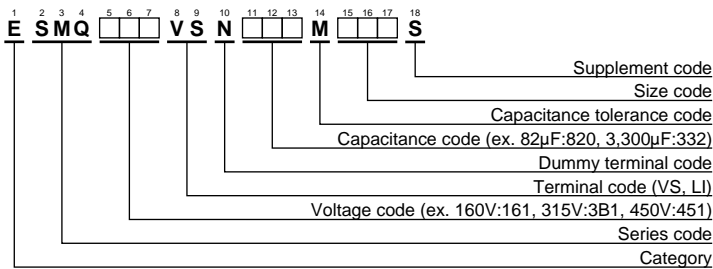 1 2 3 4 5 6 7 8 9 10 11 12 13 14 15 16 17 18
E SMQ □□□ VS N □□□ M □□□ S
Supplement code
Size code
Capacitance tolerance code
Capacitance code (ex. 82μF:820, 3,300μF:332)
Dummy terminal code
Terminal code (VS, LI)
Voltage code (ex. 160V:161, 315V:3B1, 450V:451)
Series code
Category